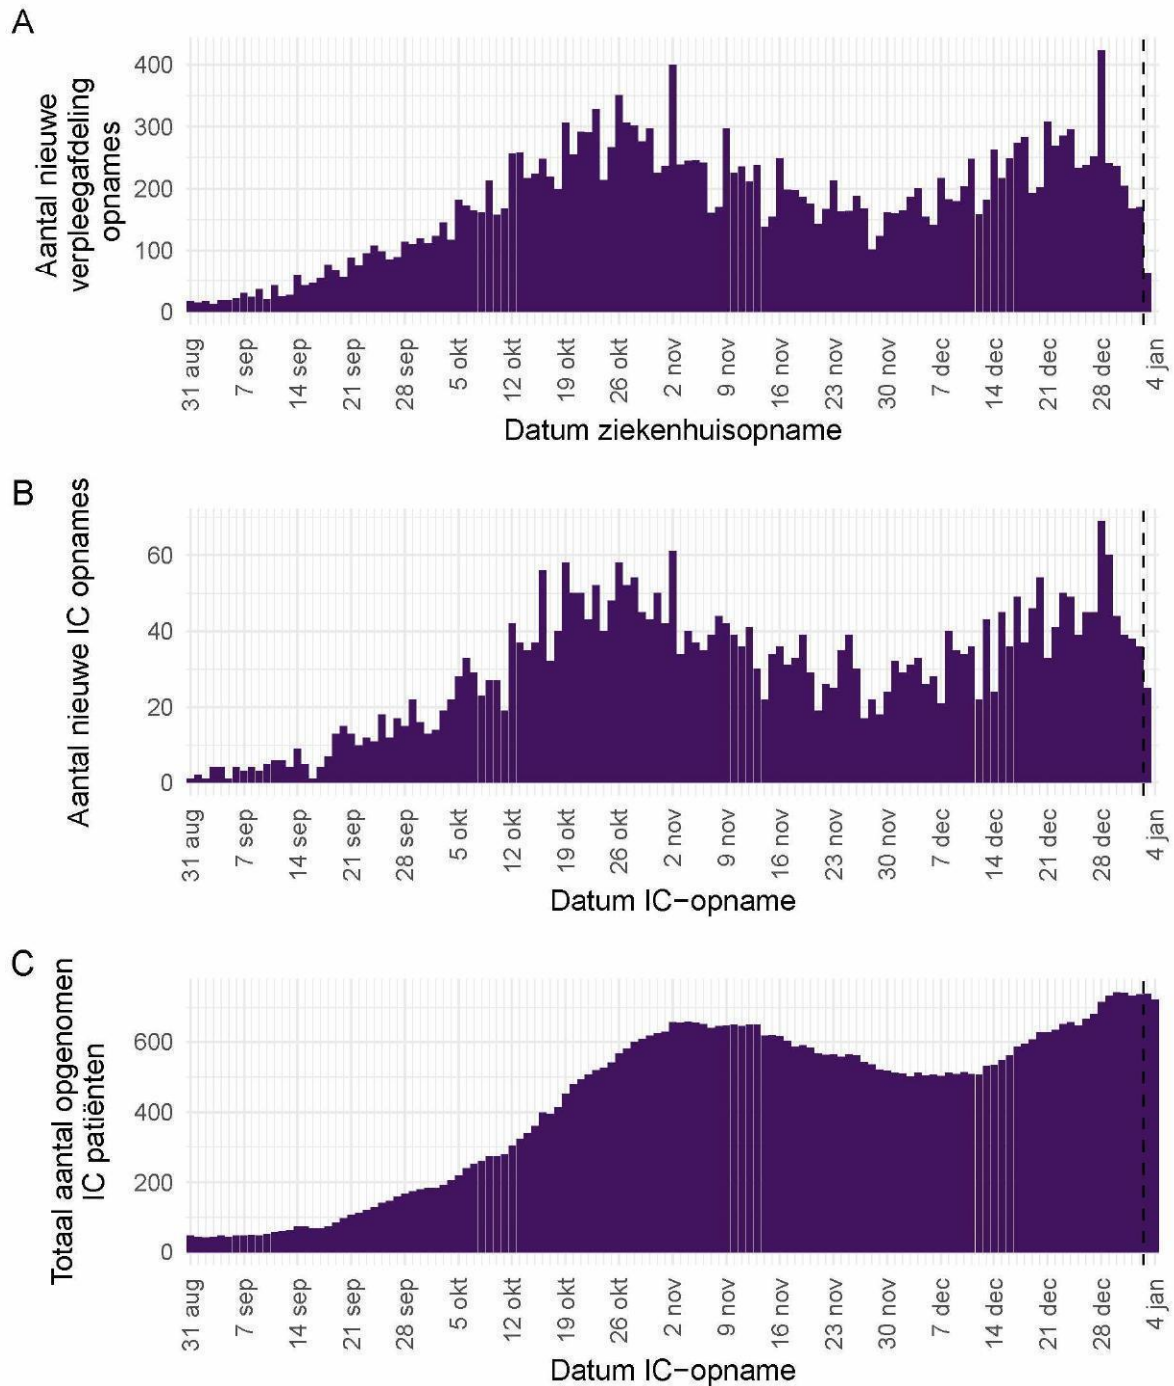 A
Aantal nieuwe
verpleegafdeling
opnames
400
300
200
100
0
31 aug
7 sep
14 sep
21 sep
28 sep
5 okt
12 okt
19 okt
26 okt
2 nov
9 nov
16 nov
23 nov
30 nov
7 dec
14 dec
21 dec
28 dec
4 jan
Datum ziekenhuisopname
B
Aantal nieuwe IC opnames
60
40
20
0
31 aug
7 sep
14 sep
21 sep
28 sep
5 okt
12 okt
19 okt
26 okt
2 nov
9 nov
16 nov
23 nov
30 nov
7 dec
14 dec
21 dec
28 dec
4 jan
Datum IC−opname
C
Totaal aantal opgenomen
IC patiënten
600
400
200
0
31 aug
7 sep
14 sep
21 sep
28 sep
5 okt
12 okt
19 okt
26 okt
2 nov
9 nov
16 nov
23 nov
30 nov
7 dec
14 dec
21 dec
28 dec
4 jan
Datum IC−opname